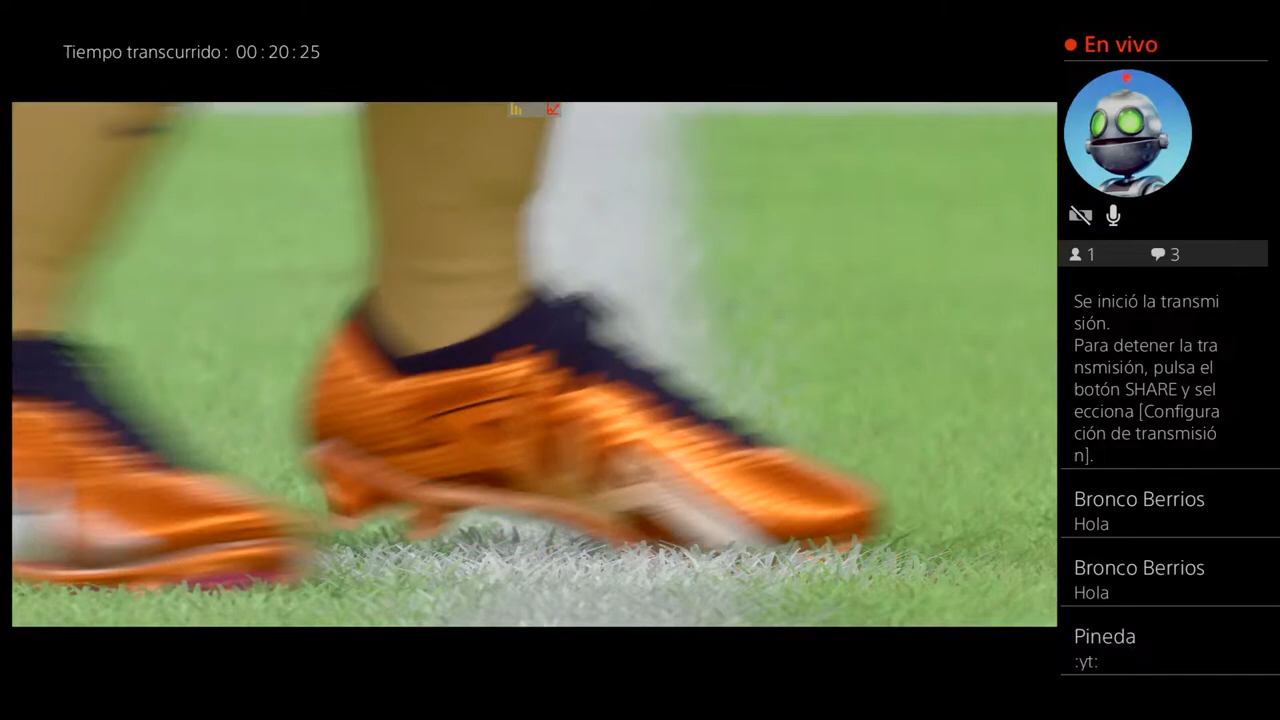 Tiempo transcurrido: 00:20:25
En vivo
1 3
Se inició la transmi
sión.
Para detener la tra
nsmisión, pulsa el
botón SHARE y sel
ecciona [Configura
ción de transmisió
n].
Bronco Berrios
Hola
Bronco Berrios
Hola
Pineda
:yt: